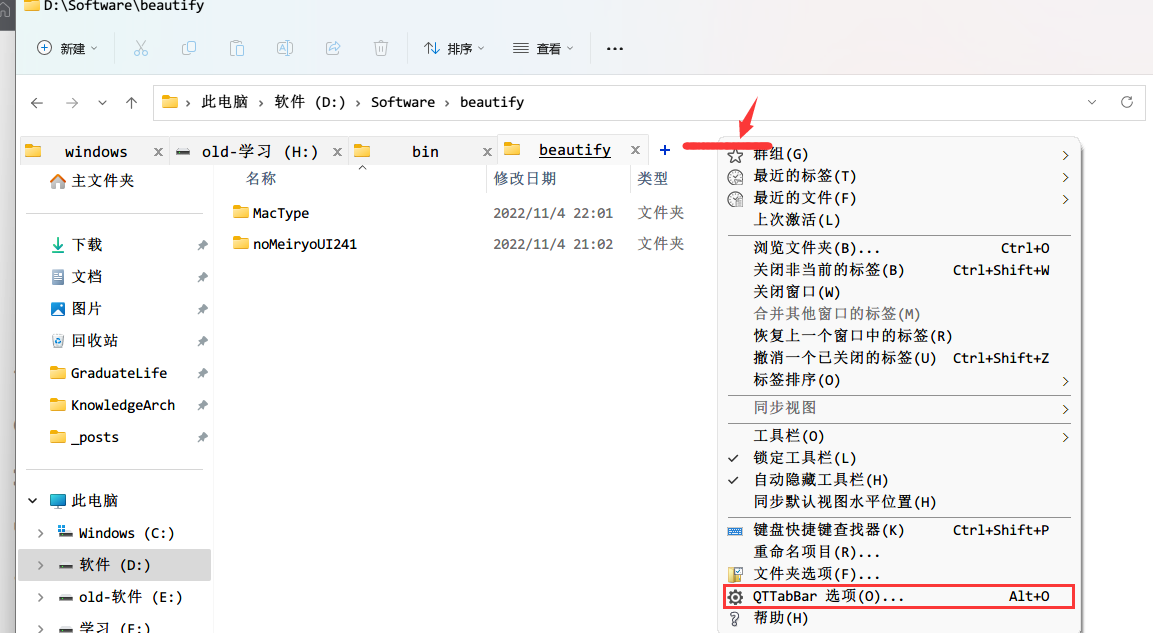 D:\Software\beautify
新建 排序 查看 ...
此电脑 › 软件 (D:) › Software › beautify
windows × old-学习 (H:) × bin × beautify × +
主文件夹
下载
文档
图片
回收站
GraduateLife
KnowledgeArch
_posts
此电脑
Windows (C:)
软件 (D:)
old-软件 (E:)
学习 (F:)
名称 修改日期 类型
MacType 2022/11/4 22:01 文件夹
noMeiryoUI241 2022/11/4 21:02 文件夹
群组(G)
最近的标签(T)
最近的文件(F)
上次激活(L)
浏览文件夹(B)... Ctrl+O
关闭非当前的标签(B) Ctrl+Shift+W
关闭窗口(W)
合并其他窗口的标签(M)
恢复上一个窗口中的标签(R)
撤消一个已关闭的标签(U) Ctrl+Shift+Z
标签排序(O)
同步视图
工具栏(O)
锁定工具栏(L)
自动隐藏工具栏(H)
同步默认视图水平位置(H)
键盘快捷键查找器(K) Ctrl+Shift+P
重命名项目(R)...
文件夹选项(F)...
QTTabBar 选项(O)... Alt+O
帮助(H)